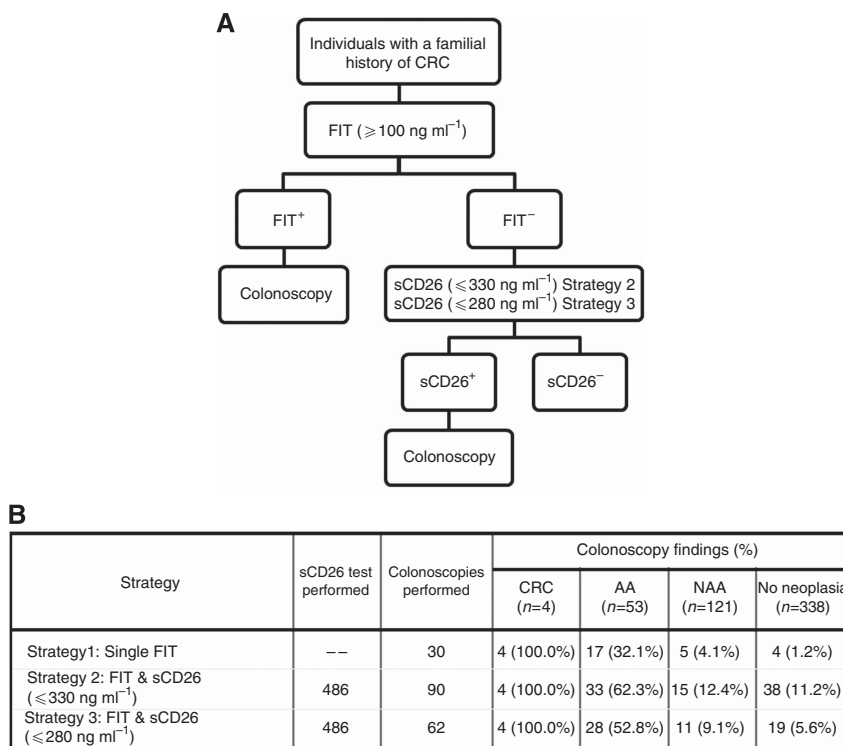 A
Individuals with a familial
history of CRC
FIT (⩾100 ng ml⁻¹)
FIT⁺
FIT⁻
Colonoscopy
sCD26 (⩽330 ng ml⁻¹) Strategy 2
sCD26 (⩽280 ng ml⁻¹) Strategy 3
sCD26⁺
sCD26⁻
Colonoscopy
B
Strategy
sCD26 test
performed
Colonoscopies
performed
Colonoscopy findings (%)
CRC
(n=4)
AA
(n=53)
NAA
(n=121)
No neoplasia
(n=338)
Strategy1: Single FIT
––
30
4 (100.0%)
17 (32.1%)
5 (4.1%)
4 (1.2%)
Strategy 2: FIT & sCD26
(⩽330 ng ml⁻¹)
486
90
4 (100.0%)
33 (62.3%)
15 (12.4%)
38 (11.2%)
Strategy 3: FIT & sCD26
(⩽280 ng ml⁻¹)
486
62
4 (100.0%)
28 (52.8%)
11 (9.1%)
19 (5.6%)